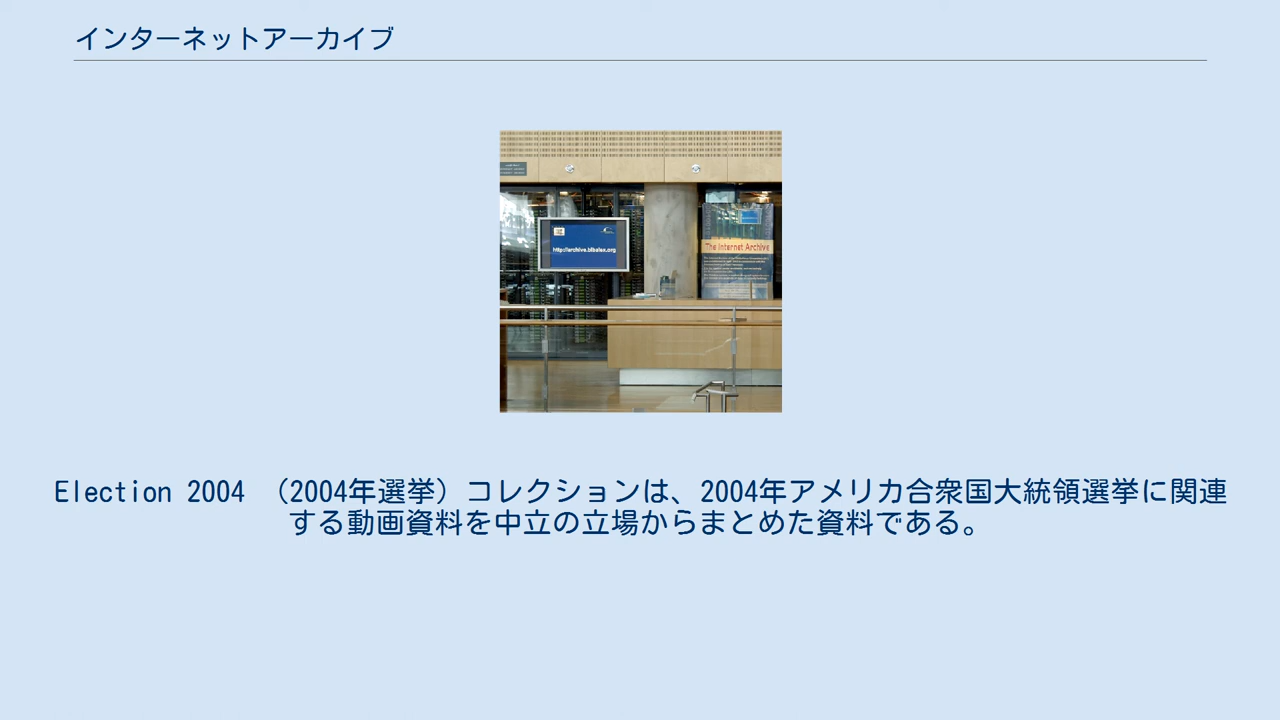 インターネットアーカイブ
http://archive.bibalex.org
The Internet Archive
Election 2004 （2004年選挙）コレクションは、2004年アメリカ合衆国大統領選挙に関連
する動画資料を中立の立場からまとめた資料である。